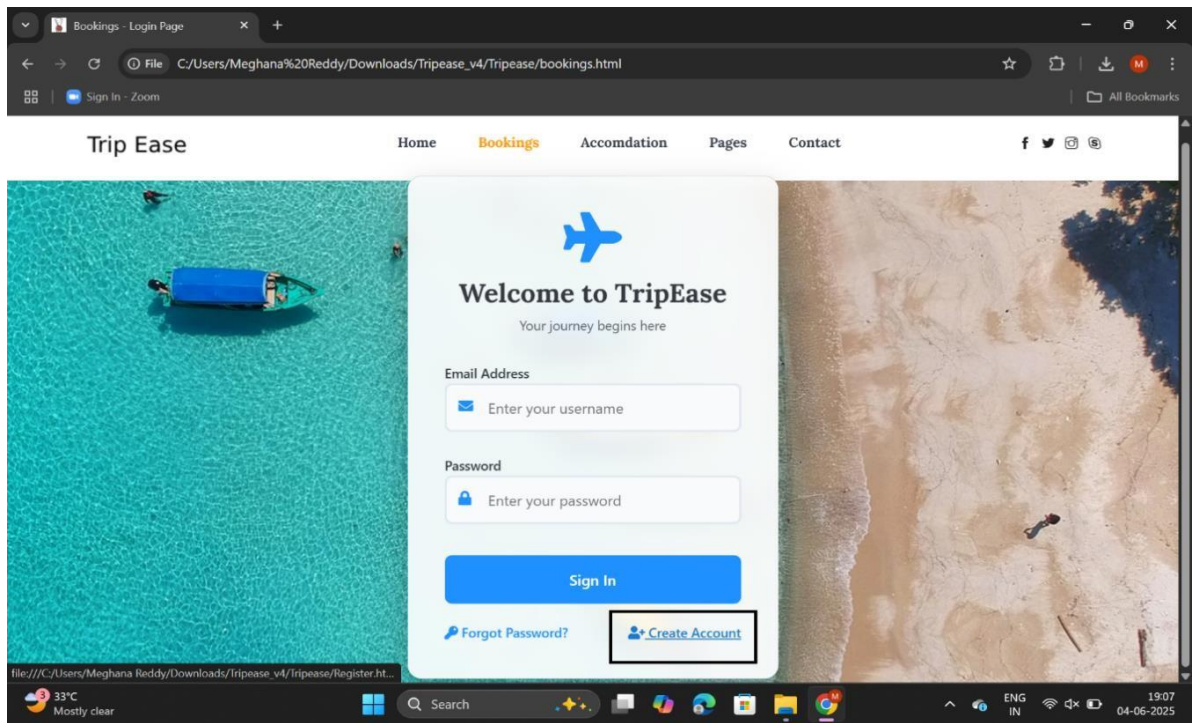 Bookings - Login Page
File C:/Users/Meghana%20Reddy/Downloads/Tripease_v4/Tripease/bookings.html
M
Sign In - Zoom
All Bookmarks
Trip Ease
Home Bookings Accomdation Pages Contact
Welcome to TripEase
Your journey begins here
Email Address
Enter your username
Password
Enter your password
Sign In
Forgot Password? Create Account
file:///C:/Users/Meghana Reddy/Downloads/Tripease_v4/Tripease/Register.ht...
3
33°C
Mostly clear
Search
ENG
IN
19:07
04-06-2025